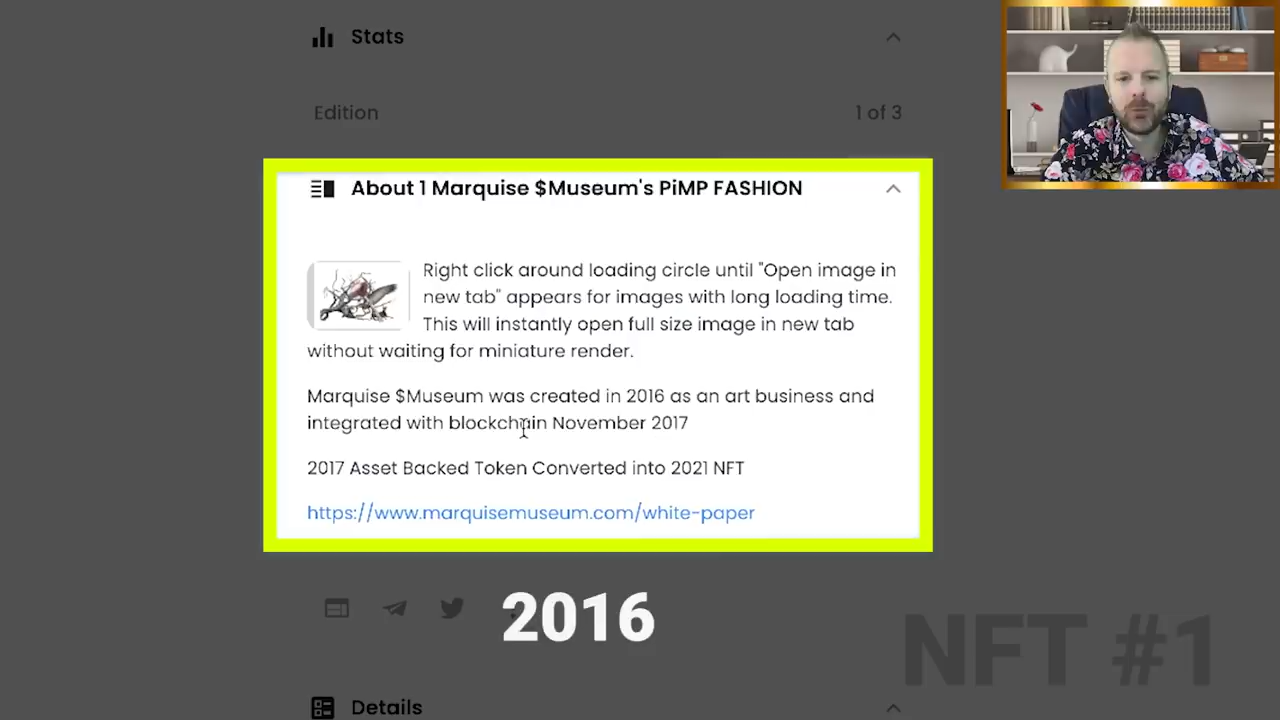 Stats
Edition
1 of 3
About 1 Marquise $Museum's PiMP FASHION
Right click around loading circle until "Open image in
new tab" appears for images with long loading time.
This will instantly open full size image in new tab
without waiting for miniature render.
Marquise $Museum was created in 2016 as an art business and
integrated with blockchain November 2017
2017 Asset Backed Token Converted into 2021 NFT
https://www.marquisemuseum.com/white-paper
2016
NFT #1
Details